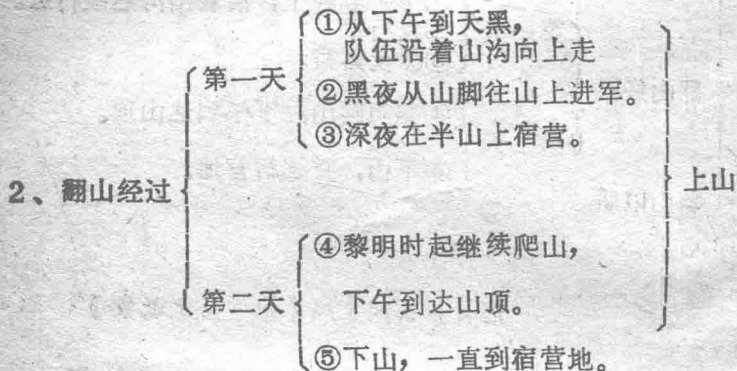 ①从下午到天黑，
队伍沿着山沟向上走
第一天
②黑夜从山脚往山上进军。
③深夜在半山上宿营。
2、翻山经过
上山
④黎明时起继续爬山，
第二天
下午到达山顶。
⑤下山，一直到宿营地。